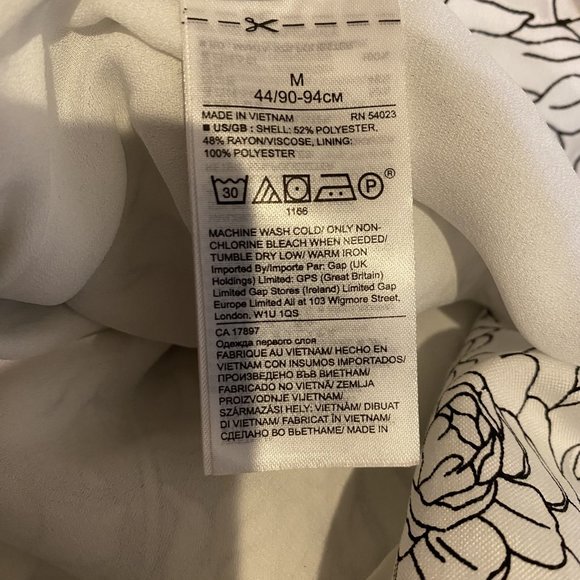 M
44/90-94см
MADE IN VIETNAM RN 54023
■ US/GB : SHELL: 52% POLYESTER,
48% RAYON/VISCOSE, LINING:
100% POLYESTER
30 P ®
1166
MACHINE WASH COLD/ ONLY NON-
CHLORINE BLEACH WHEN NEEDED/
TUMBLE DRY LOW/ WARM IRON
Imported By/Importe Par: Gap (UK
Holdings) Limited: GPS (Great Britain)
Limited Gap Stores (Ireland) Limited Gap
Europe Limited All at 103 Wigmore Street,
London, W1U 1QS
CA 17897
Одежда первого слоя
FABRIQUE AU VIETNAM/ HECHO EN
VIETNAM CON INSUMOS IMPORTADOS/
ПРОИЗВЕДЕНО ВЪВ ВИЕТНАМ/
FABRICADO NO VIETNÃ/ ZEMLJA
PROIZVODNJE VIJETNAM/
SZÁRMAZÁSI HELY: VIETNÁM/ DIBUAT
DI VIETNAM/ FABRICAT ÎN VIETNAM/
СДЕЛАНО ВО ВЬЕТНАМЕ/ MADE IN